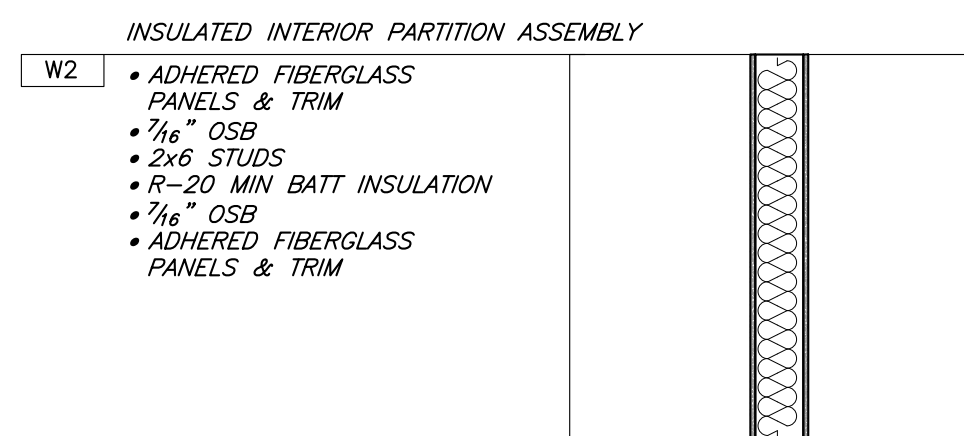 INSULATED INTERIOR PARTITION ASSEMBLY
W2
• ADHERED FIBERGLASS
PANELS & TRIM
• 7/16" OSB
• 2x6 STUDS
• R-20 MIN BATT INSULATION
• 7/16" OSB
• ADHERED FIBERGLASS
PANELS & TRIM